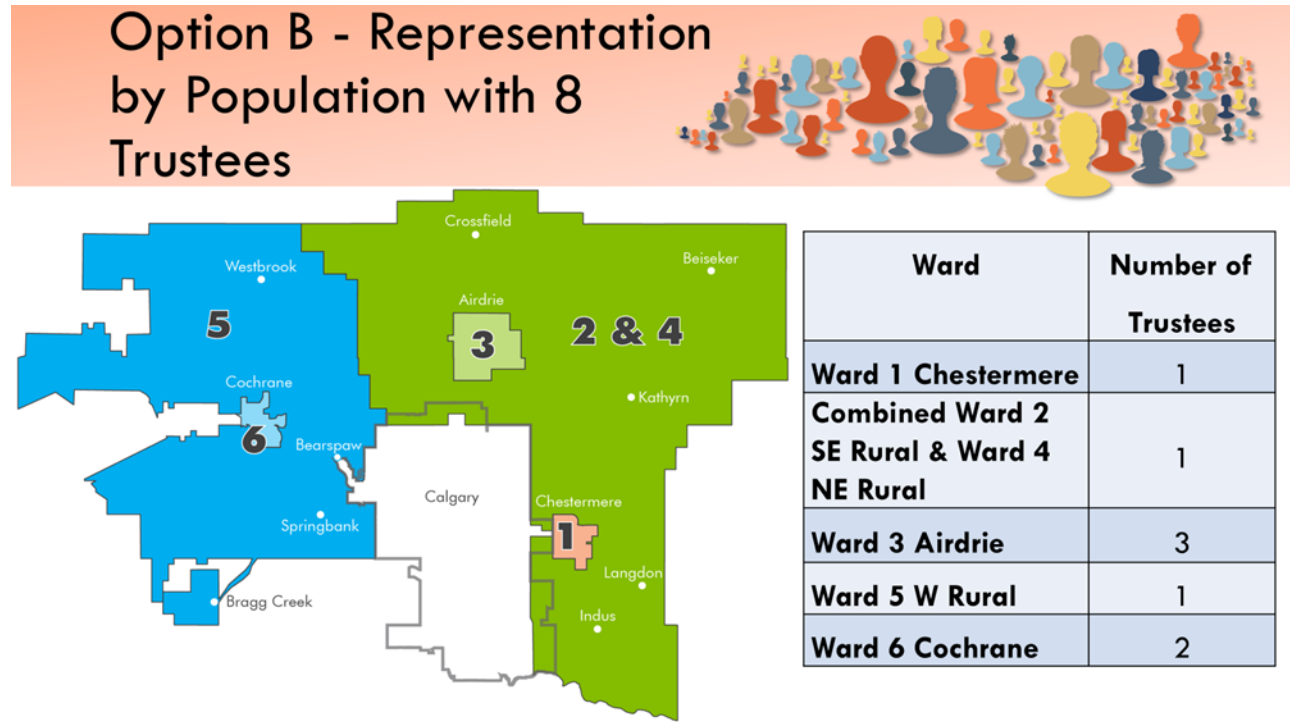 Option B - Representation
by Population with 8
Trustees
Crossfield
Westbrook
Beiseker
Airdrie
5
3
2 & 4
Cochrane
Kathyrn
6
Bearspaw
Calgary
Chestermere
Springbank
1
Langdon
Bragg Creek
Indus
Ward
Number of
Trustees
Ward 1 Chestermere
1
Combined Ward 2
SE Rural & Ward 4
NE Rural
1
Ward 3 Airdrie
3
Ward 5 W Rural
1
Ward 6 Cochrane
2